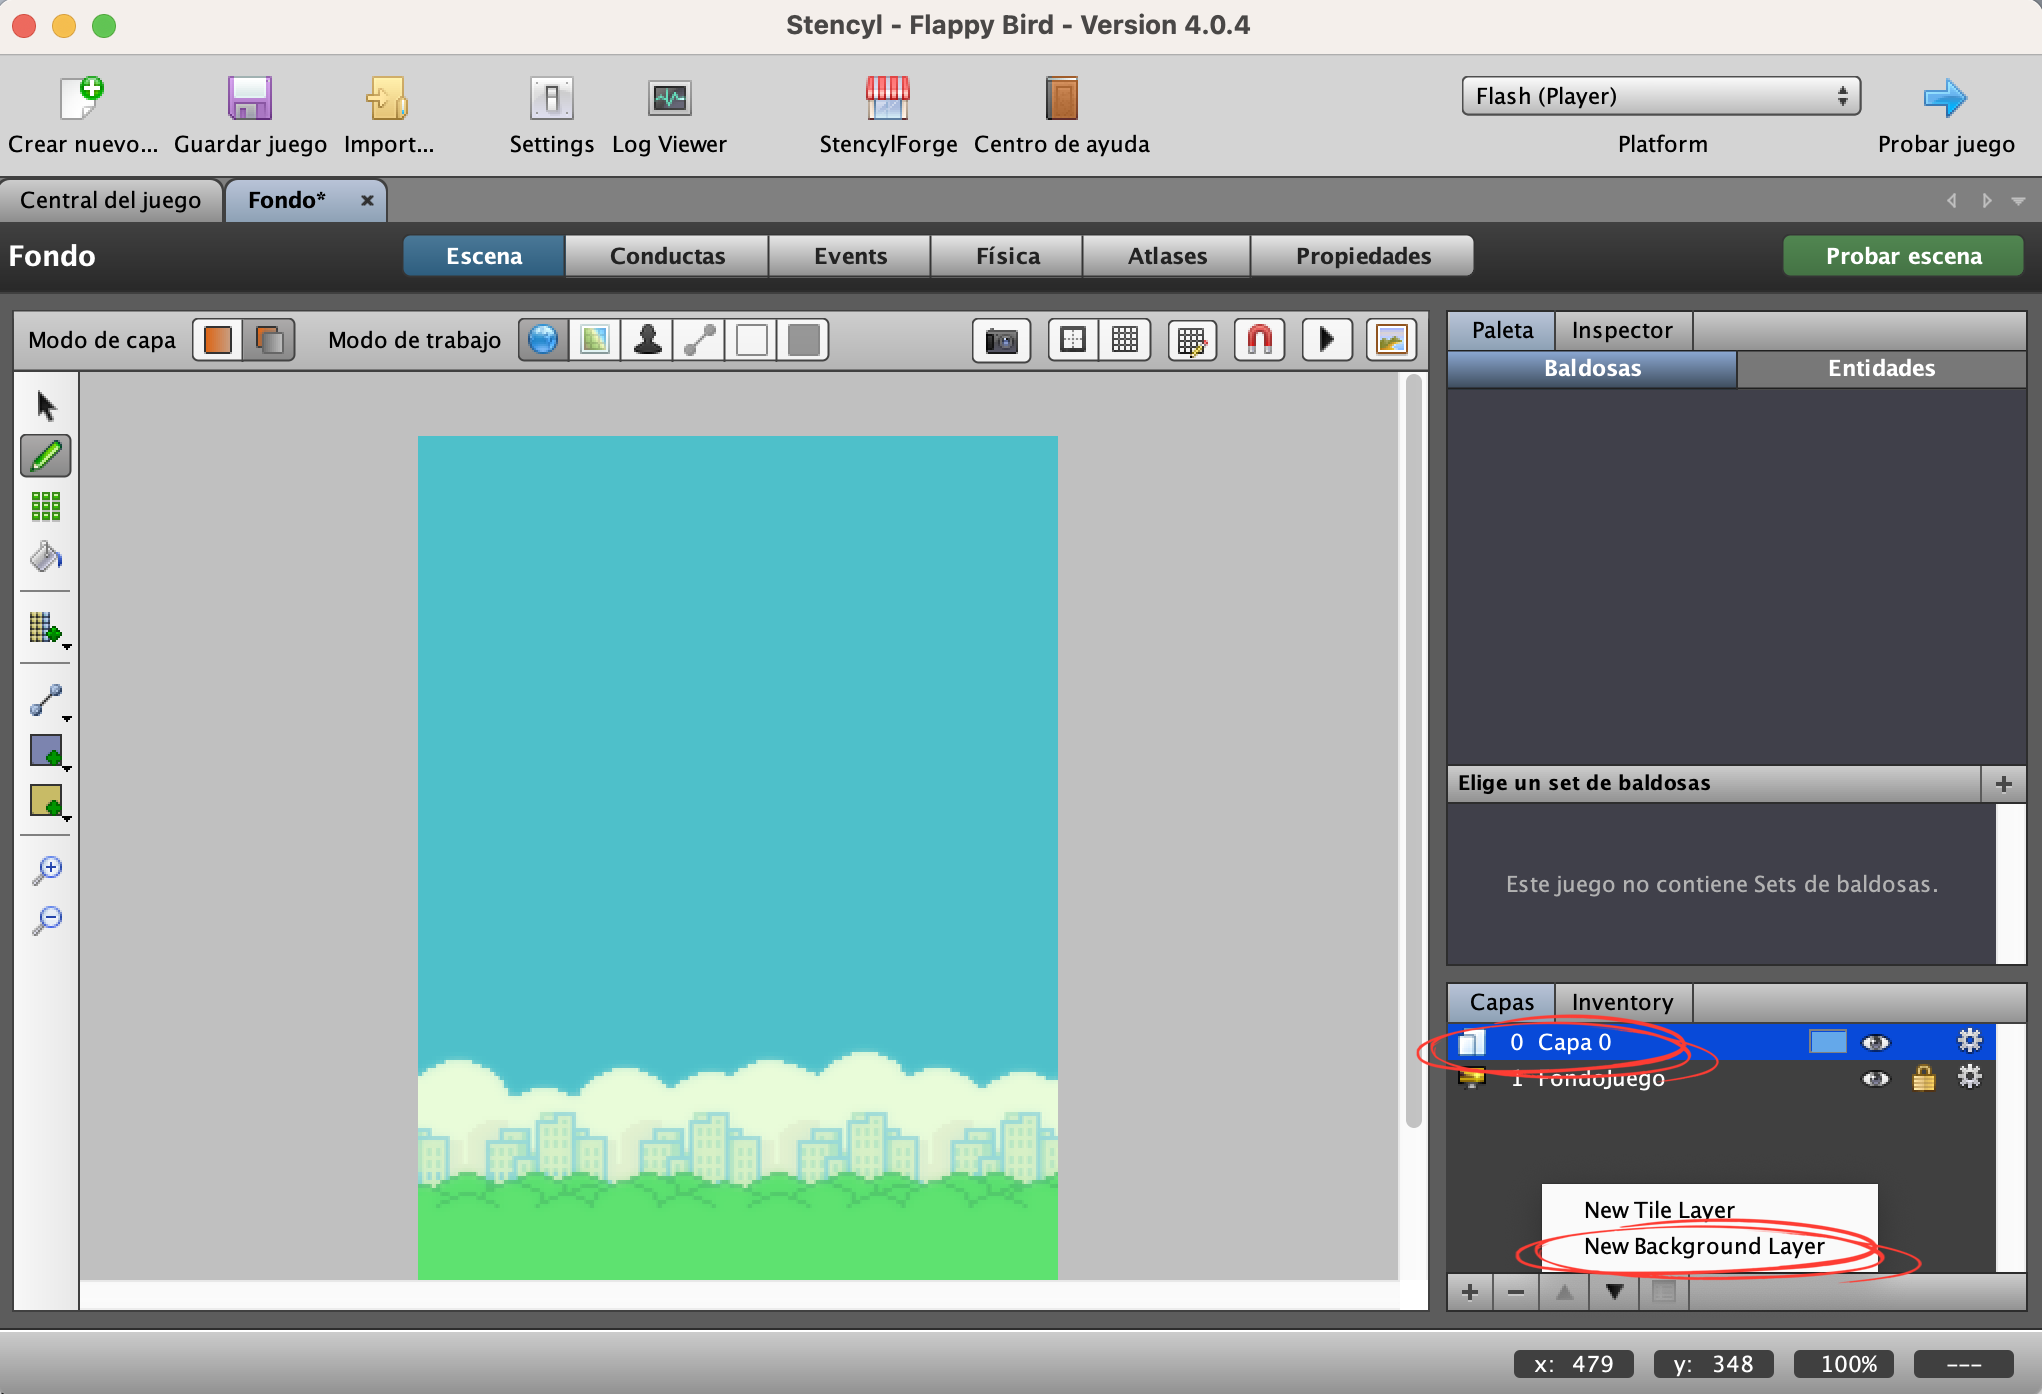 Stencyl - Flappy Bird - Version 4.0.4
Crear nuevo... Guardar juego Import... Settings Log Viewer StencylForge Centro de ayuda Flash (Player) Platform Probar juego
Central del juego Fondo*
Fondo Escena Conductas Events Física Atlases Propiedades Probar escena
Modo de capa Modo de trabajo
Paleta Inspector
Baldosas Entidades
Elige un set de baldosas
Este juego no contiene Sets de baldosas.
Capas Inventory
0 Capa 0
1 FondoJuego
New Tile Layer
New Background Layer
x: 479 y: 348 100% ---